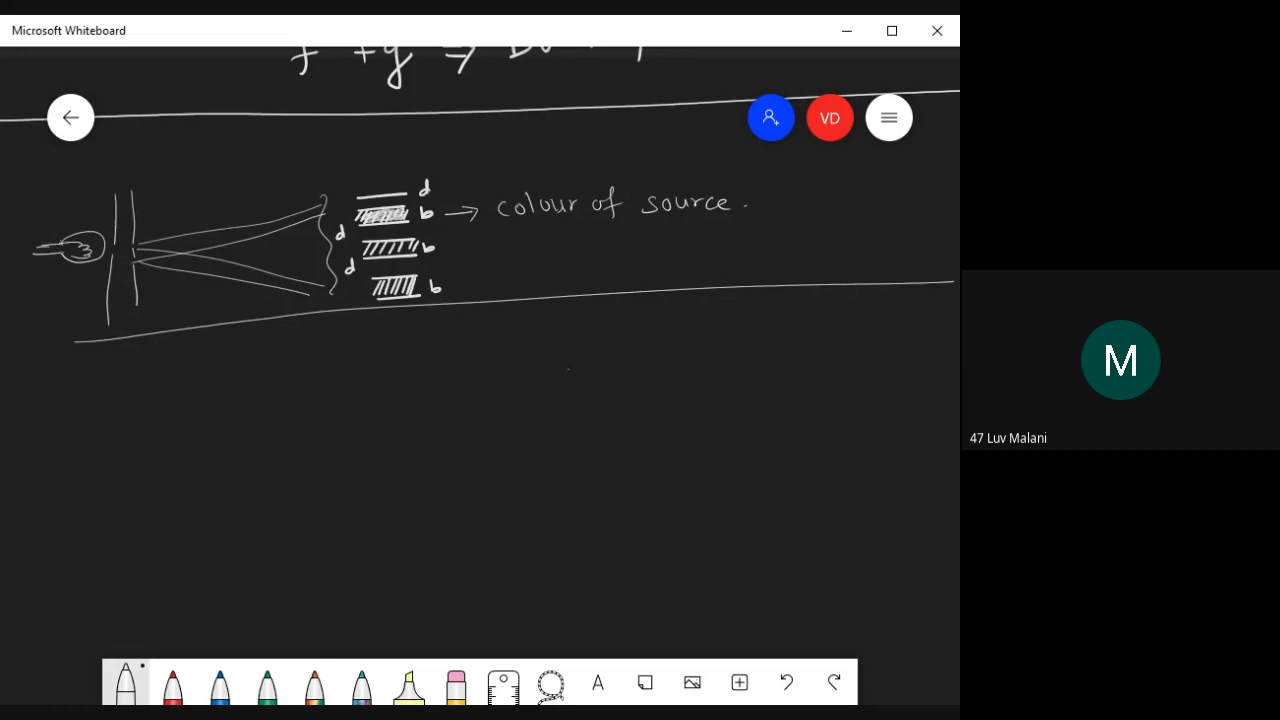 Microsoft Whiteboard
+y ⇒
VD
d
b → colour of source.
d
b
d
b
M
47 Luv Malani
A